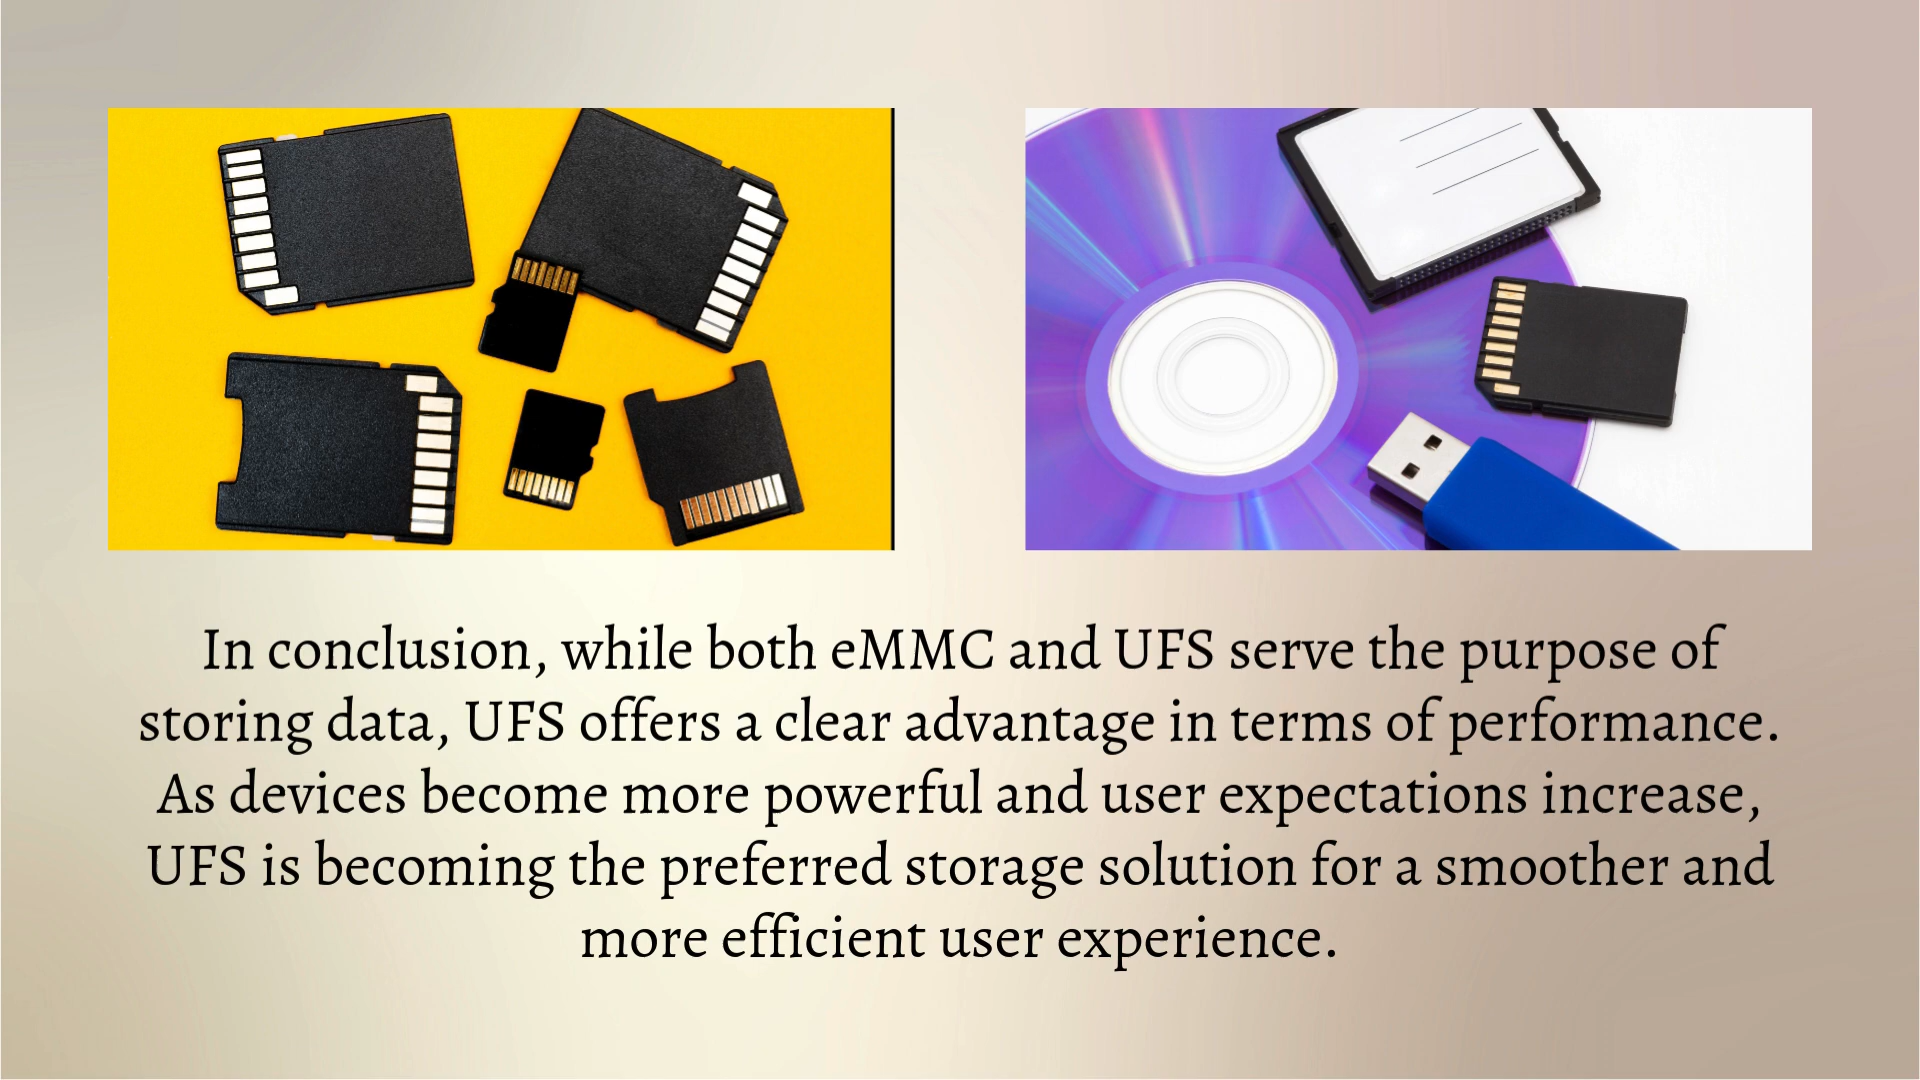 In conclusion, while both eMMC and UFS serve the purpose of
storing data, UFS offers a clear advantage in terms of performance.
As devices become more powerful and user expectations increase,
UFS is becoming the preferred storage solution for a smoother and
more efficient user experience.